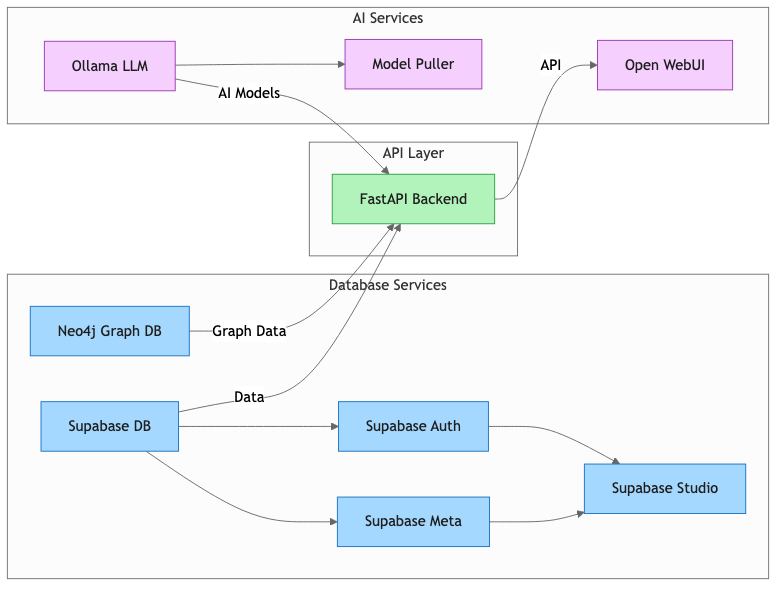 AI Services
Ollama LLM
Model Puller
API
Open WebUI
AI Models
API Layer
FastAPI Backend
Database Services
Neo4j Graph DB
Graph Data
Data
Supabase DB
Supabase Auth
Supabase Studio
Supabase Meta